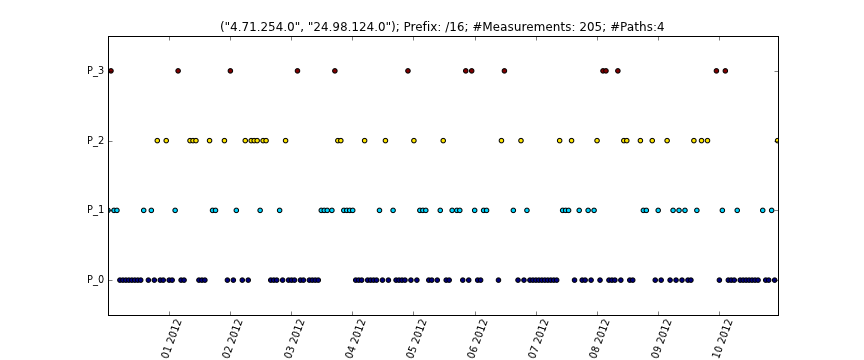 ("4.71.254.0", "24.98.124.0"); Prefix: /16; #Measurements: 205; #Paths:4
P_3
P_2
P_1
P_0
01 2012
02 2012
03 2012
04 2012
05 2012
06 2012
07 2012
08 2012
09 2012
10 2012